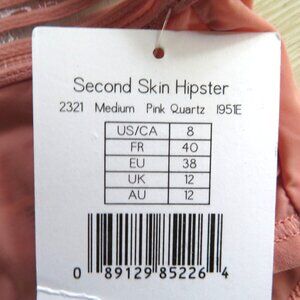 Second Skin Hipster
2321 Medium Pink Quartz 1951E
US/CA 8
FR 40
EU 38
UK 12
AU 12
0 89129 85226 4